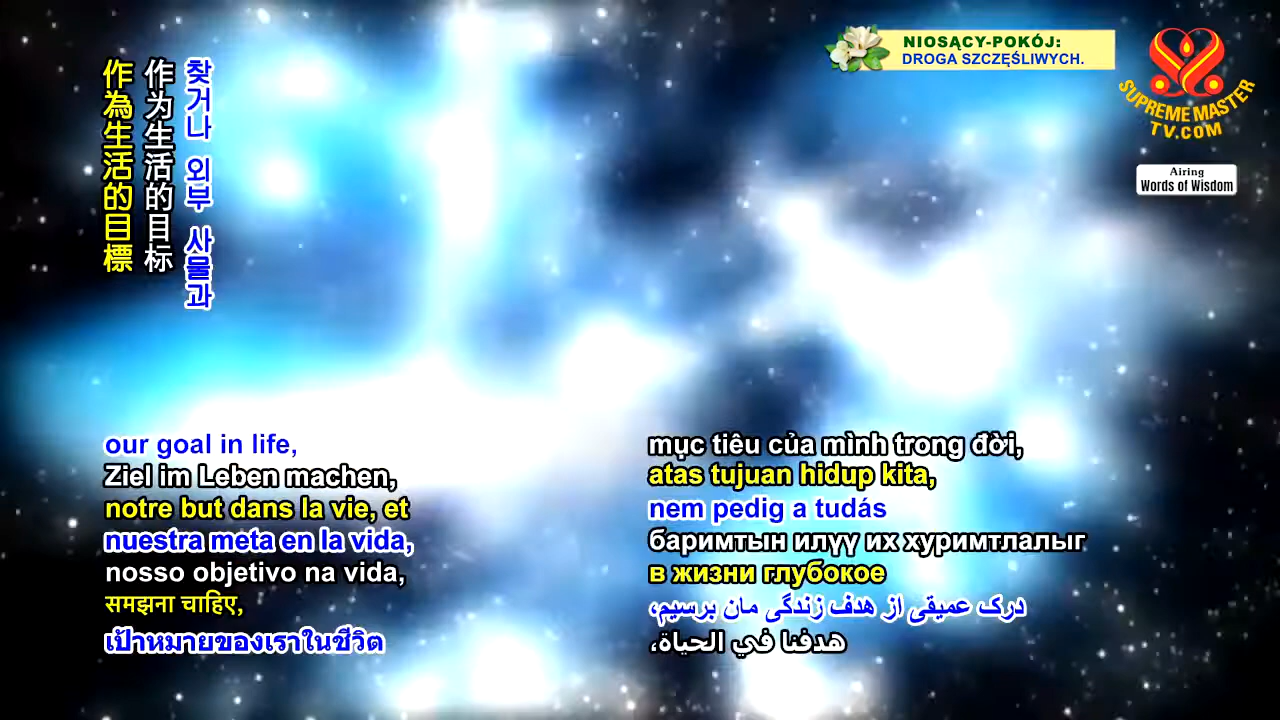 作為生活的目標
作为生活的目标
찾거나 외부 사물과
NIOSĄCY-POKÓJ:
DROGA SZCZĘŚLIWYCH.
SUPREME MASTER
TV.COM
Airing
Words of Wisdom
our goal in life,
Ziel im Leben machen,
notre but dans la vie, et
nuestra meta en la vida,
nosso objetivo na vida,
समझना चाहिए,
เป้าหมายของเราในชีวิต
mục tiêu của mình trong đời,
atas tujuan hidup kita,
nem pedig a tudás
баримтын илүү их хуримтлалыг
в жизни глубокое
درک عمیقی از هدف زندگی مان برسیم،
هدفنا في الحياة،